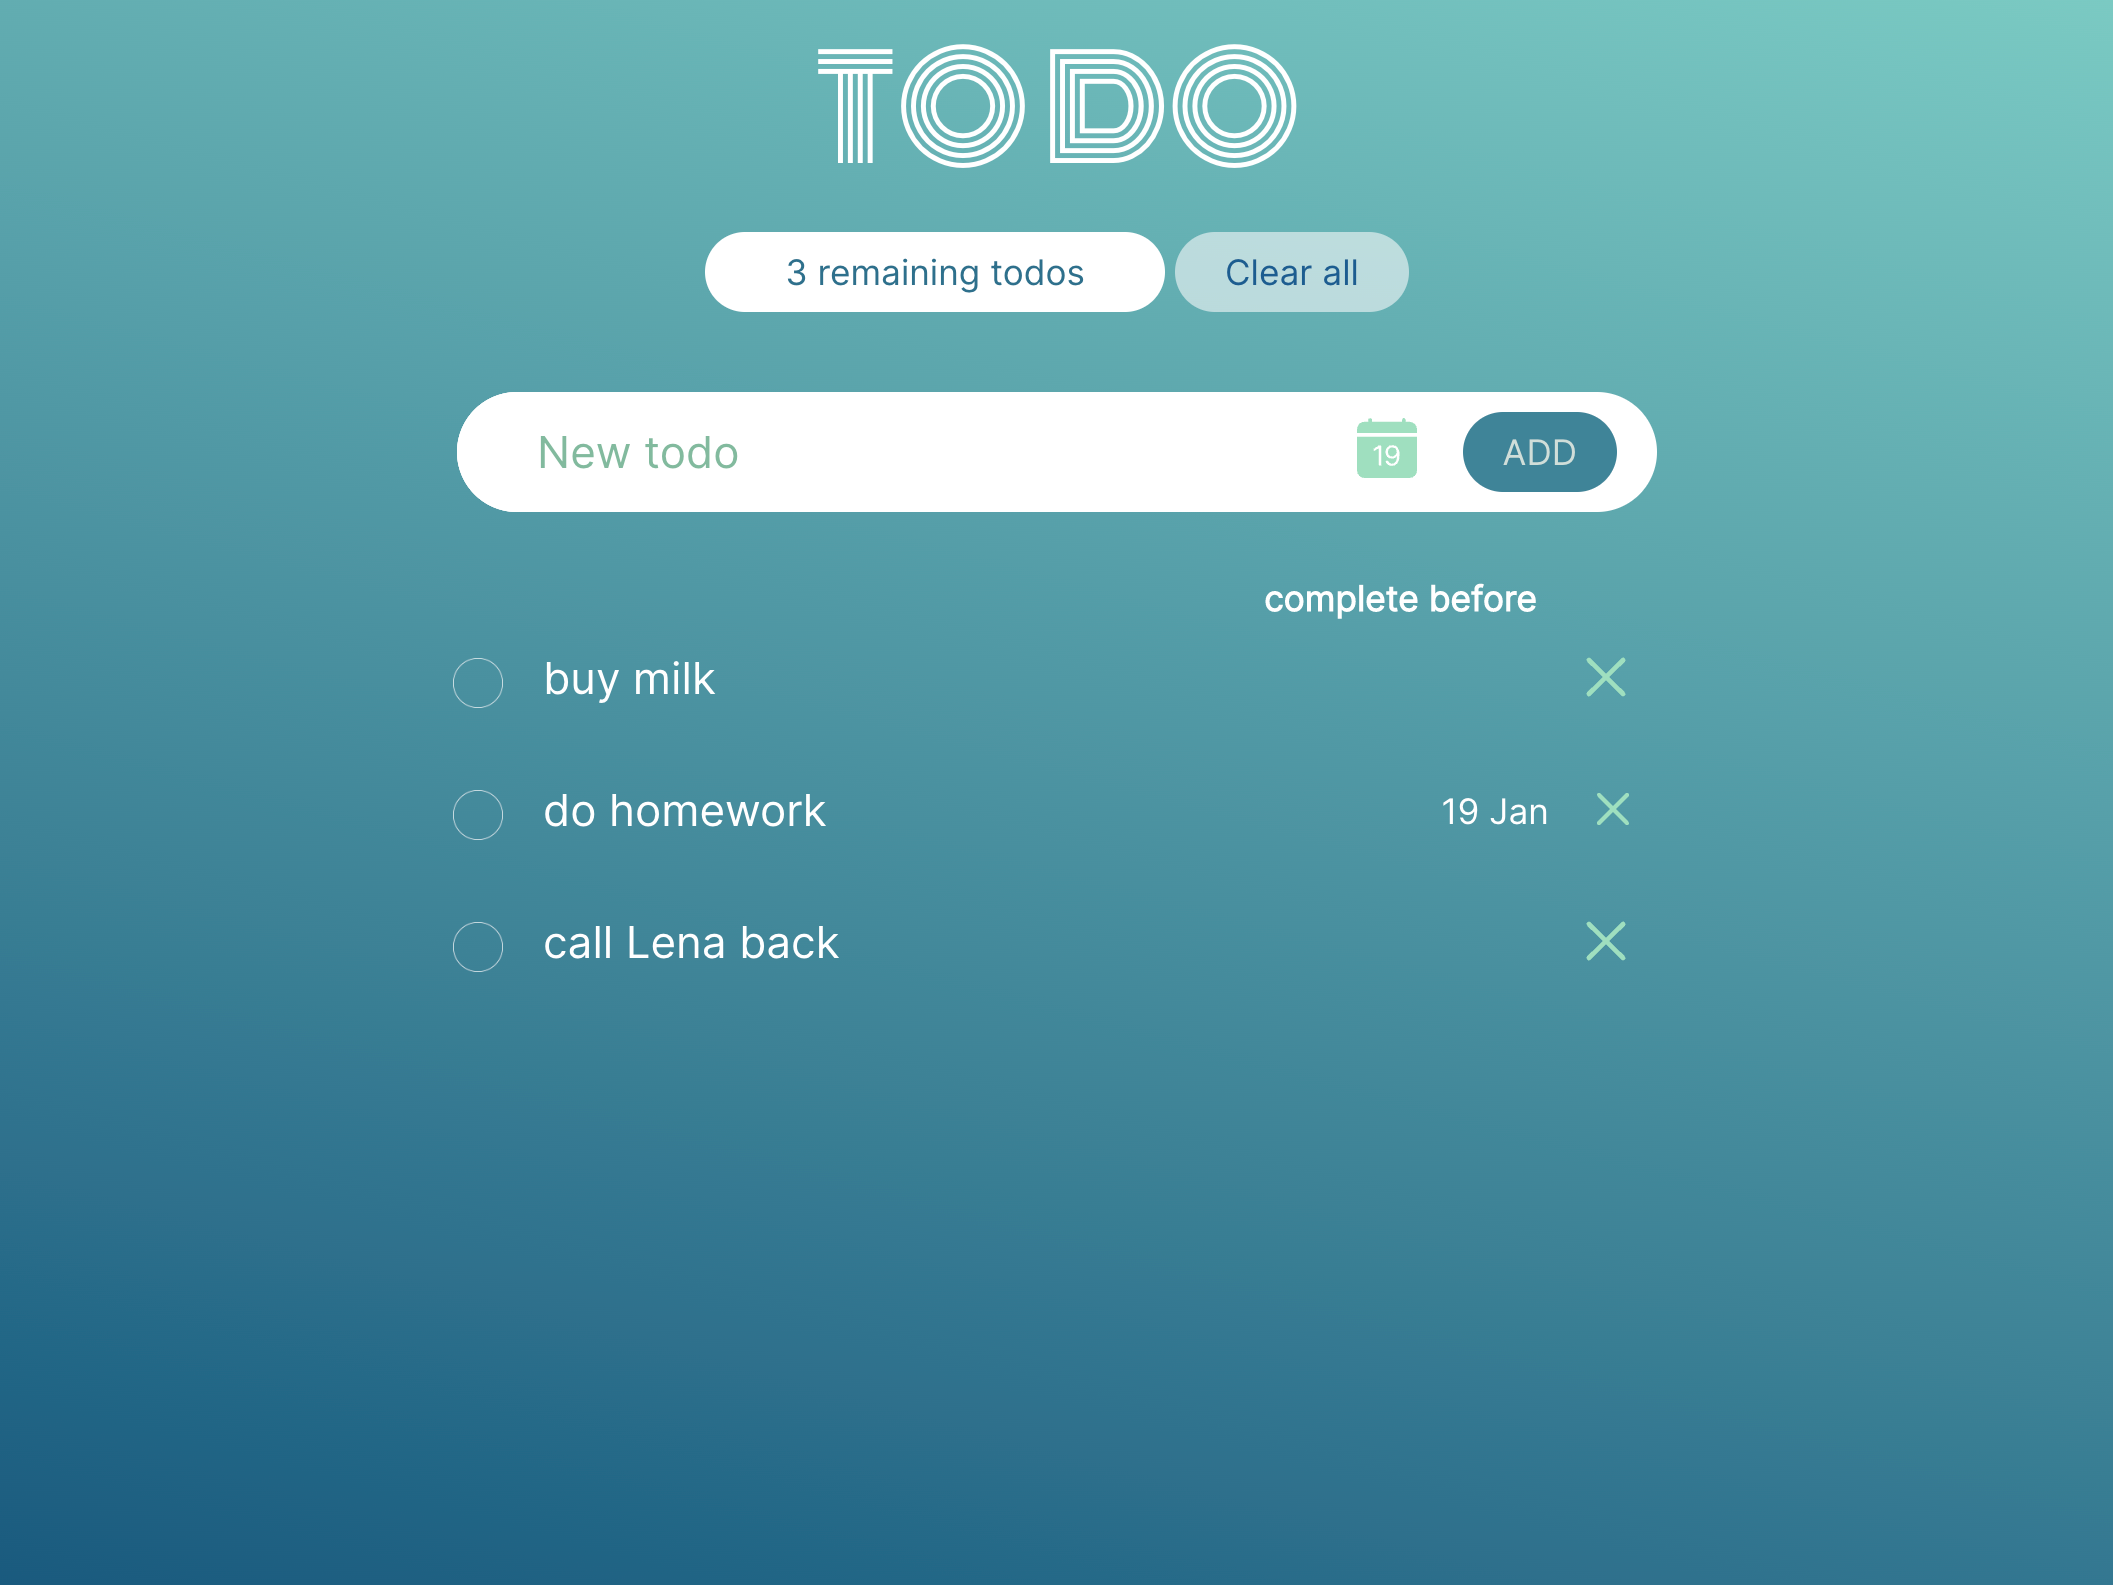 TODO
3 remaining todos Clear all
New todo 19 ADD
complete before
buy milk
do homework 19 Jan
call Lena back